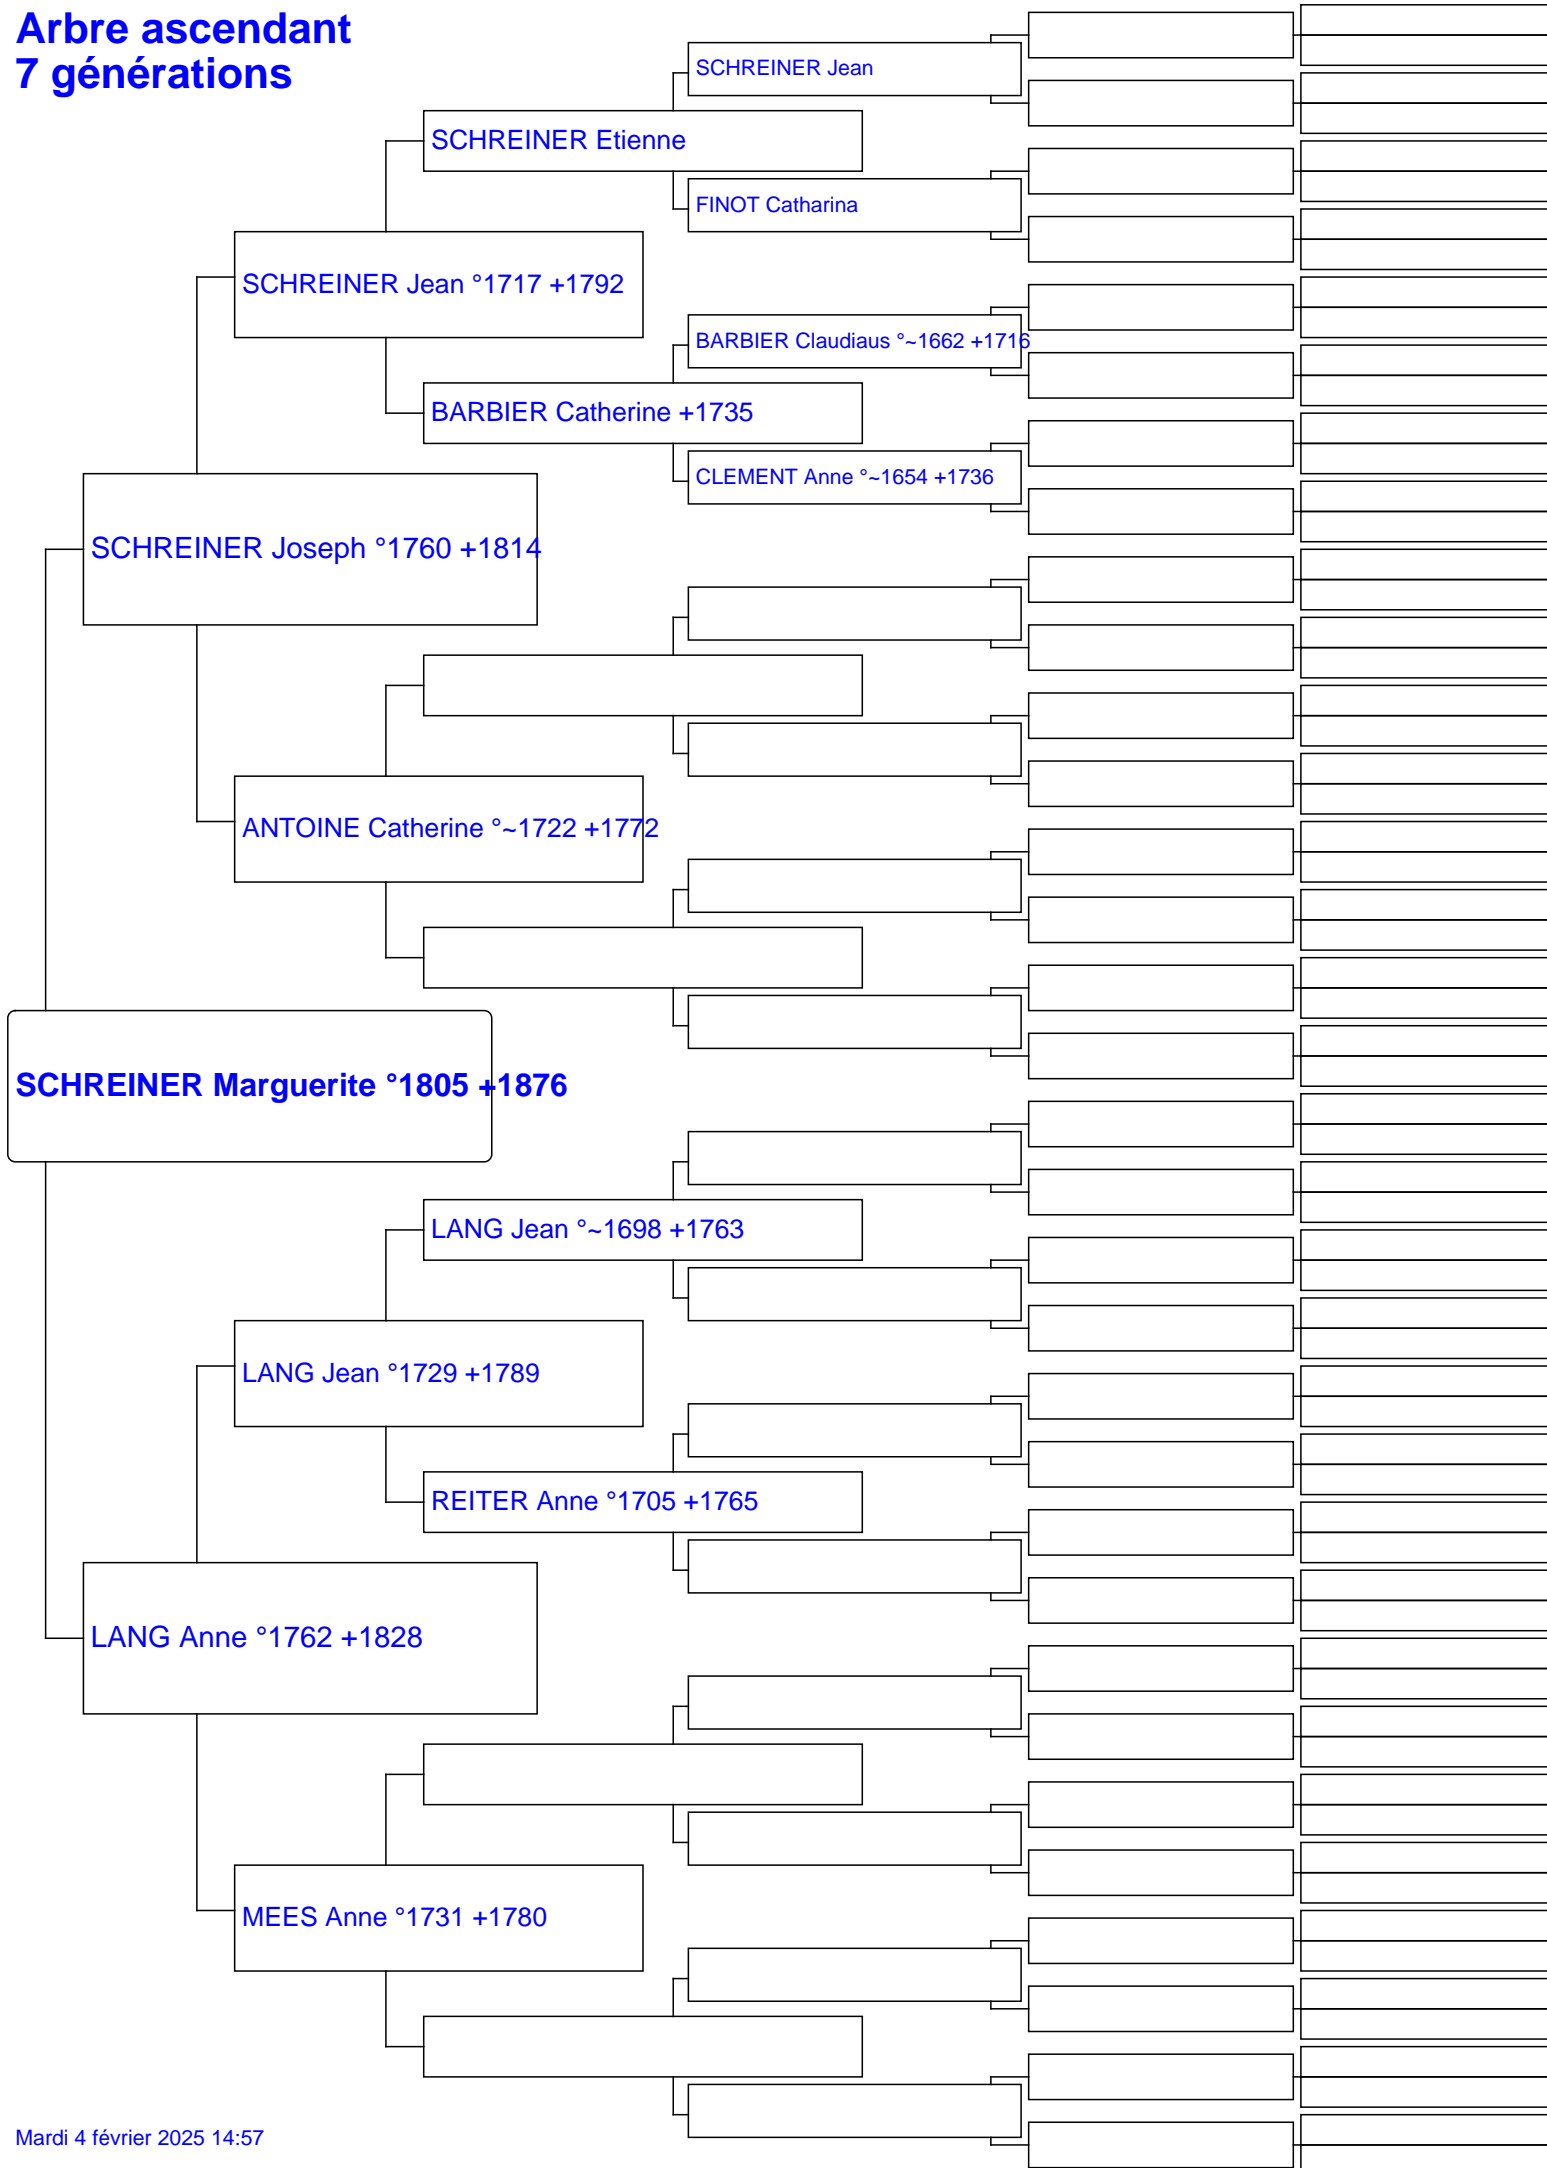 Arbre ascendant
7 générations
SCHREINER Jean
SCHREINER Etienne
FINOT Catharina
SCHREINER Jean °1717 +1792
BARBIER Claudiaus °~1662 +1716
BARBIER Catherine +1735
CLEMENT Anne °~1654 +1736
SCHREINER Joseph °1760 +1814
ANTOINE Catherine °~1722 +1772
SCHREINER Marguerite °1805 +1876
LANG Jean °~1698 +1763
LANG Jean °1729 +1789
REITER Anne °1705 +1765
LANG Anne °1762 +1828
MEES Anne °1731 +1780
Mardi 4 février 2025 14:57